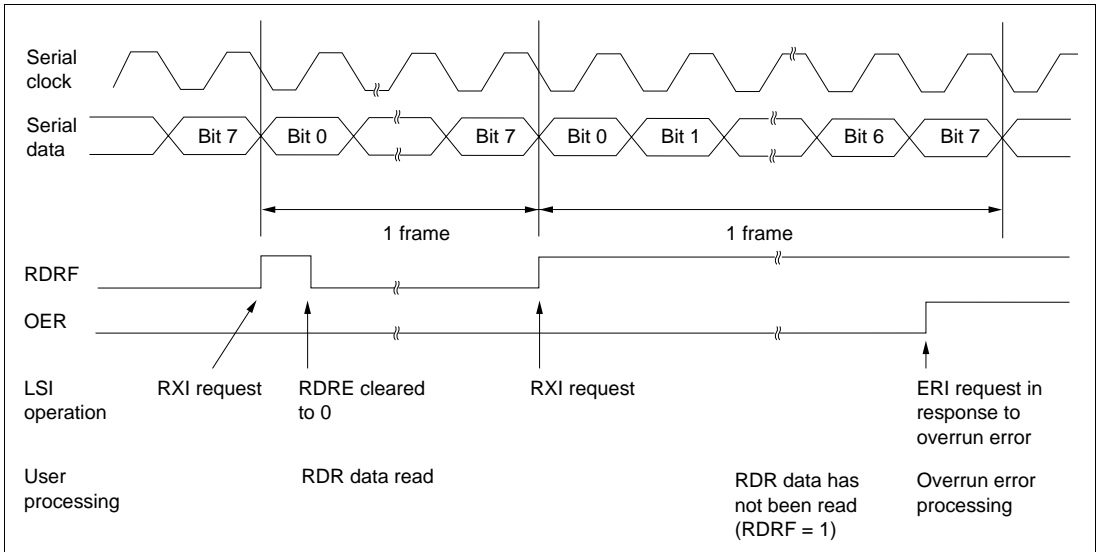 Serial
clock
Serial
data
Bit 7
Bit 0
Bit 7
Bit 0
Bit 1
Bit 6
Bit 7
1 frame
1 frame
RDRF
OER
LSI
operation
RXI request
RDRE cleared
to 0
RXI request
ERI request in
response to
overrun error
User
processing
RDR data read
RDR data has
not been read
(RDRF = 1)
Overrun error
processing